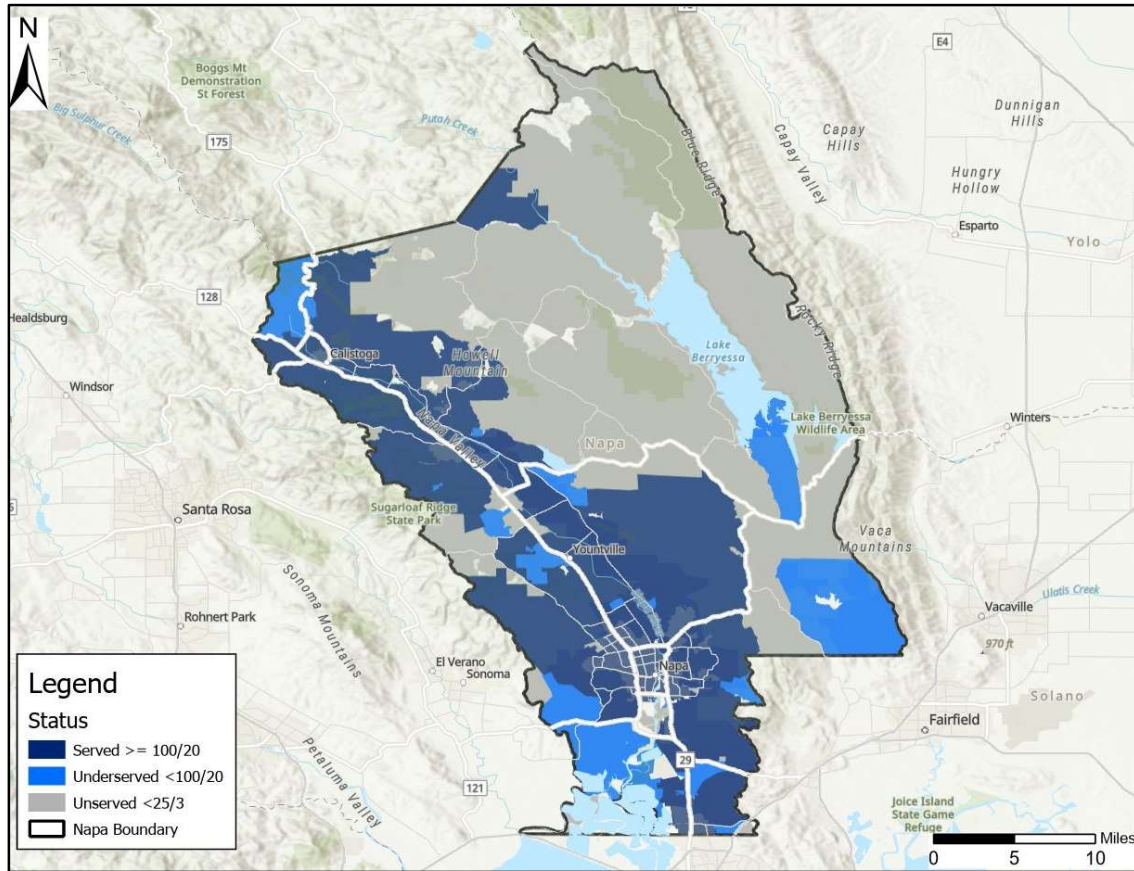 N
E4
Boggs Mt
Demonstration
St Forest
Dunnigan
Hills
Big Sulphur Creek
Putah Creek
175
Capay Valley
Capay
Hills
Blue Ridge
Hungry
Hollow
Esparto
Yolo
128
Healdsburg
Rocky Ridge
Lake
Berryessa
Calistoga
Howell
Mountain
Windsor
Lake Berryessa
Wildlife Area
Winters
Napa Valley
Napa
Sugarloaf Ridge
State Park
Santa Rosa
Vaca
Mountains
Yountville
Sonoma Mountains
Ulatis Creek
Rohnert Park
Vacaville
970 ft
El Verano
Sonoma
Napa
Solano
Fairfield
Petaluma Valley
29
121
Joice Island
State Game
Refuge
Legend
Status
Served >= 100/20
Underserved <100/20
Unserved <25/3
Napa Boundary
Miles
0 5 10